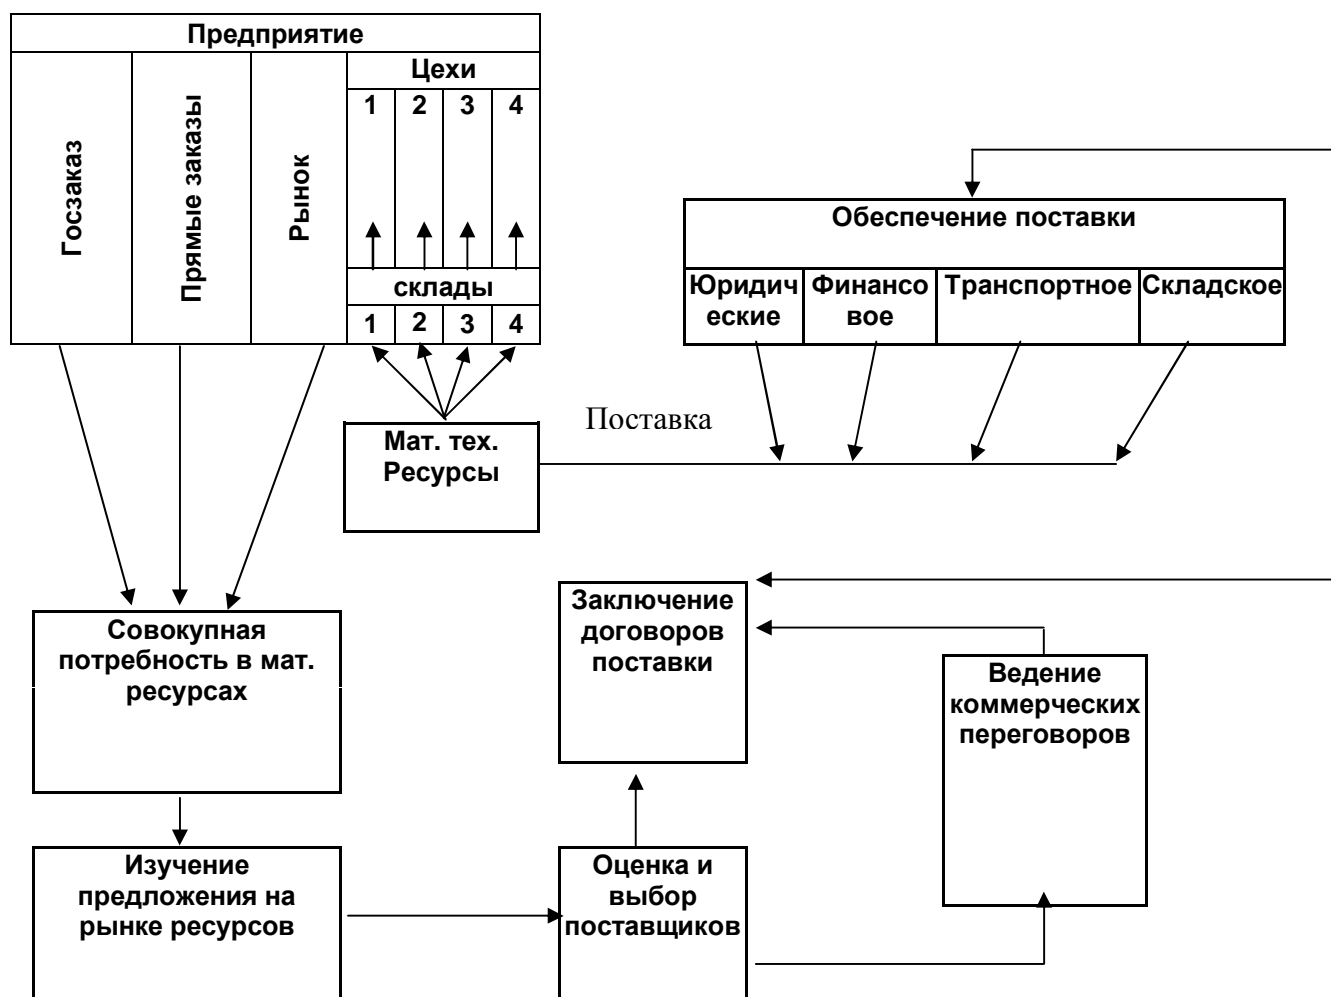 Предприятие
Госзаказ
Прямые заказы
Рынок
Цехи
1 2 3 4
склады
1 2 3 4
Обеспечение поставки
Юридич
еские
Финансо
вое
Транспортное
Складское
Поставка
Мат. тех.
Ресурсы
Совокупная
потребность в мат.
ресурсах
Заключение
договоров
поставки
Ведение
коммерческих
переговоров
Изучение
предложения на
рынке ресурсов
Оценка и
выбор
поставщиков